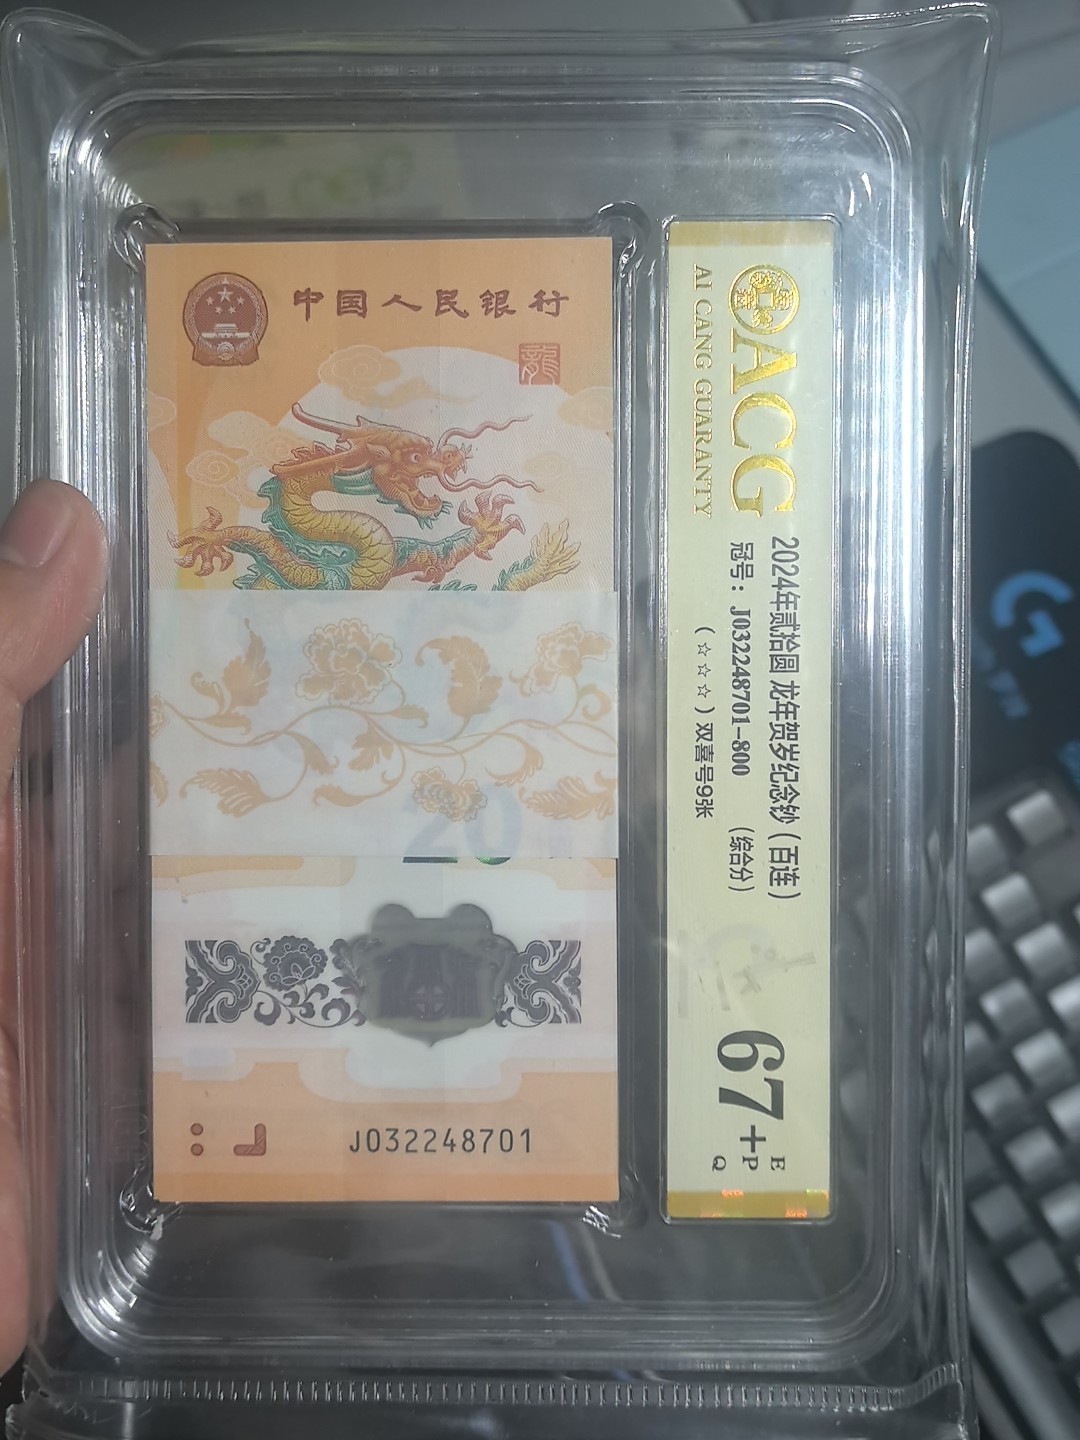 中国人民银行
龍
20
J032248701
ACG
AI CANG GUARANTY
2024年贰拾圆 龙年贺岁纪念钞（百连）
冠号：J032248701-800 （综合分）
（☆☆☆）双喜号9张
67+
E
P
Q
G